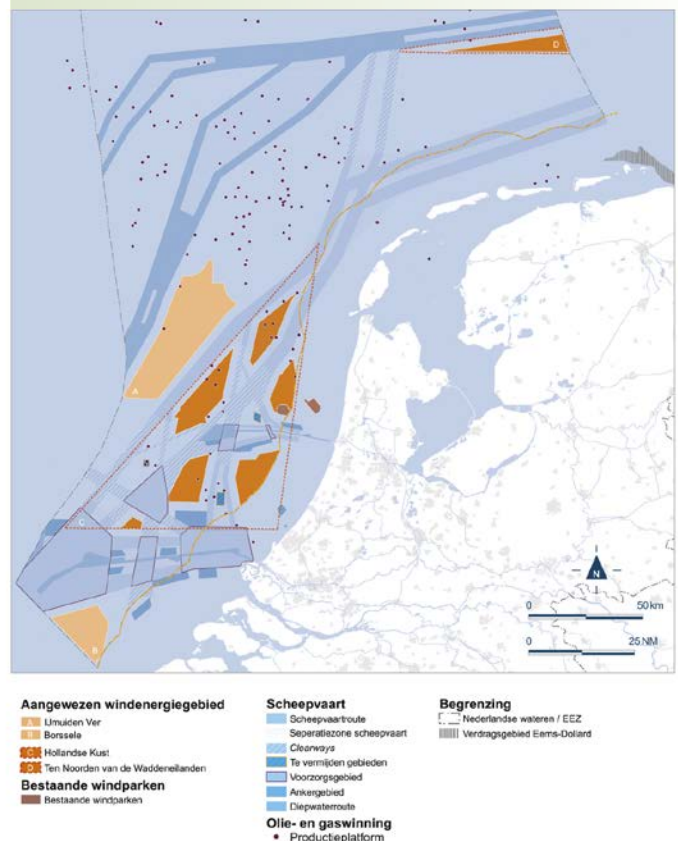 D
A
C
B
N
0 50 km
0 25 NM
Aangewezen windenergiegebied
A IJmuiden Ver
B Borssele
C Hollandse Kust
D Ten Noorden van de Waddeneilanden
Bestaande windparken
Bestaande windparken
Scheepvaart
Scheepvaartroute
Seperatiezone scheepvaart
Clearways
Te vermijden gebieden
Voorzorgsgebied
Ankergebied
Diepwaterroute
Olie- en gaswinning
Productieplatform
Begrenzing
Nederlandse wateren / EEZ
Verdragsgebied Eems-Dollard